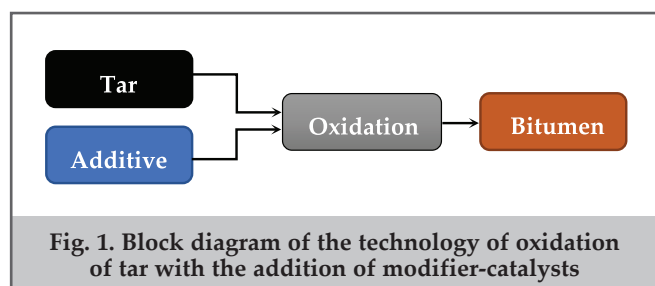 Tar
Additive
Oxidation
Bitumen
Fig. 1. Block diagram of the technology of oxidation
of tar with the addition of modifier-catalysts